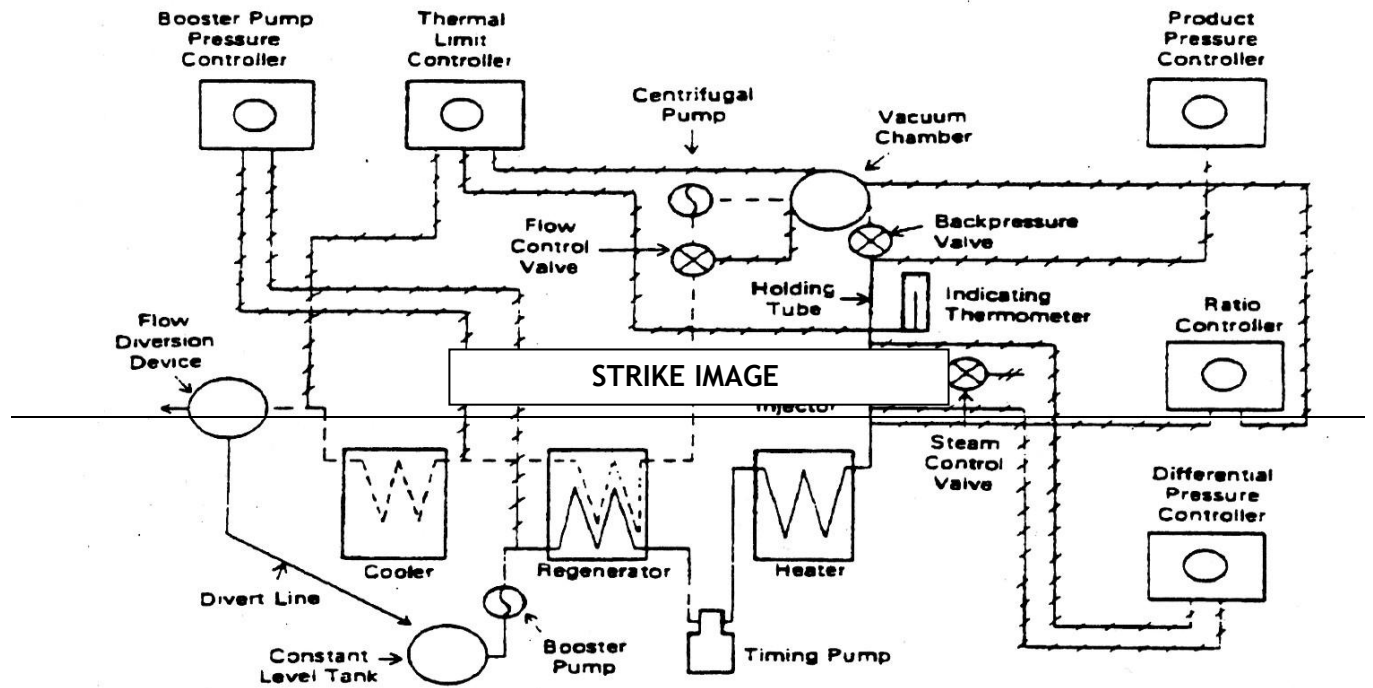 Booster Pump
Pressure
Controller
Thermal
Limit
Controller
Product
Pressure
Controller
Centrifugal
Pump
Vacuum
Chamber
Flow
Control
Valve
Backpressure
Valve
Holding
Tube
Indicating
Thermometer
Ratio
Controller
Flow
Diversion
Device
STRIKE IMAGE
Injector
Steam
Control
Valve
Differential
Pressure
Controller
Cooler
Regenerator
Heater
Divert Line
Constant
Level Tank
Booster
Pump
Timing Pump